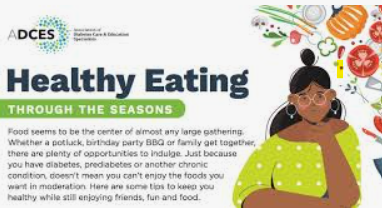 ADCES
Association of
Diabetes Care & Education
Specialists
Healthy Eating
THROUGH THE SEASONS
Food seems to be the center of almost any large gathering.
Whether a potluck, birthday party BBQ or family get together,
there are plenty of opportunities to indulge. Just because
you have diabetes, prediabetes or another chronic
condition, doesn't mean you can't enjoy the foods you
want in moderation. Here are some tips to keep you
healthy while still enjoying friends, fun and food.